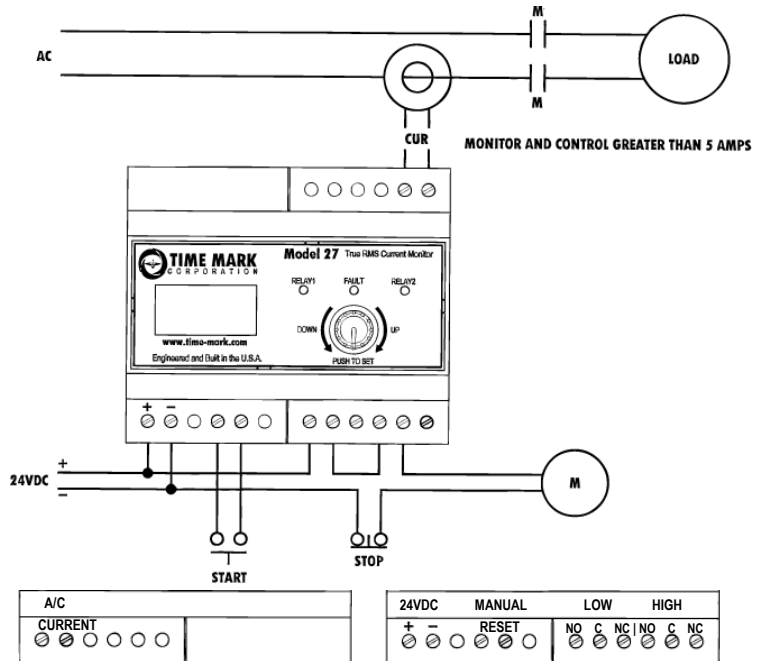 M
AC
LOAD
M
CUR
MONITOR AND CONTROL GREATER THAN 5 AMPS
TIME MARK
CORPORATION
Model 27 True RMS Current Monitor
RELAY1 FAULT RELAY2
DOWN UP
www.time-mark.com
PUSH TO SET
Engineered and Built in the U.S.A.
+ −
+
24VDC
−
M
STOP
START
A/C
CURRENT
24VDC MANUAL LOW HIGH
+ − RESET NO C NC | NO C NC